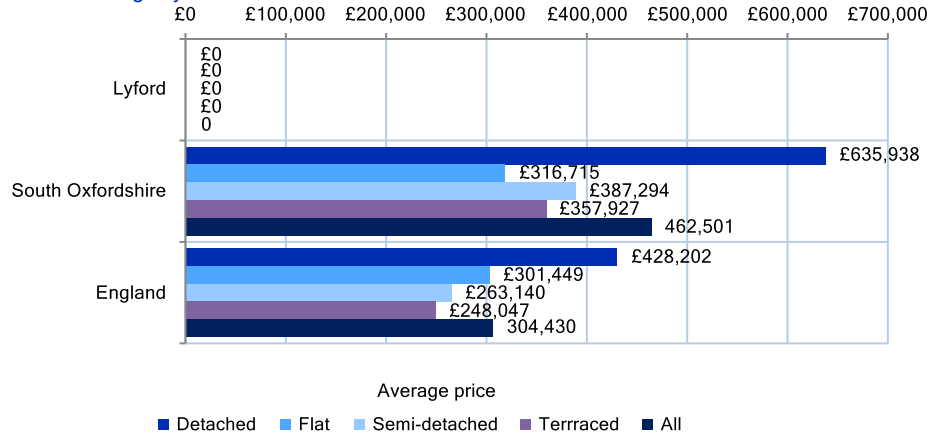 £0 £100,000 £200,000 £300,000 £400,000 £500,000 £600,000 £700,000
Lyford
£0
£0
£0
£0
0
South Oxfordshire
£635,938
£316,715
£387,294
£357,927
462,501
England
£428,202
£301,449
£263,140
£248,047
304,430
Average price
Detached Flat Semi-detached Terrraced All